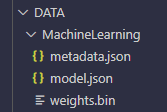 DATA
MachineLearning
{} metadata.json
{} model.json
weights.bin